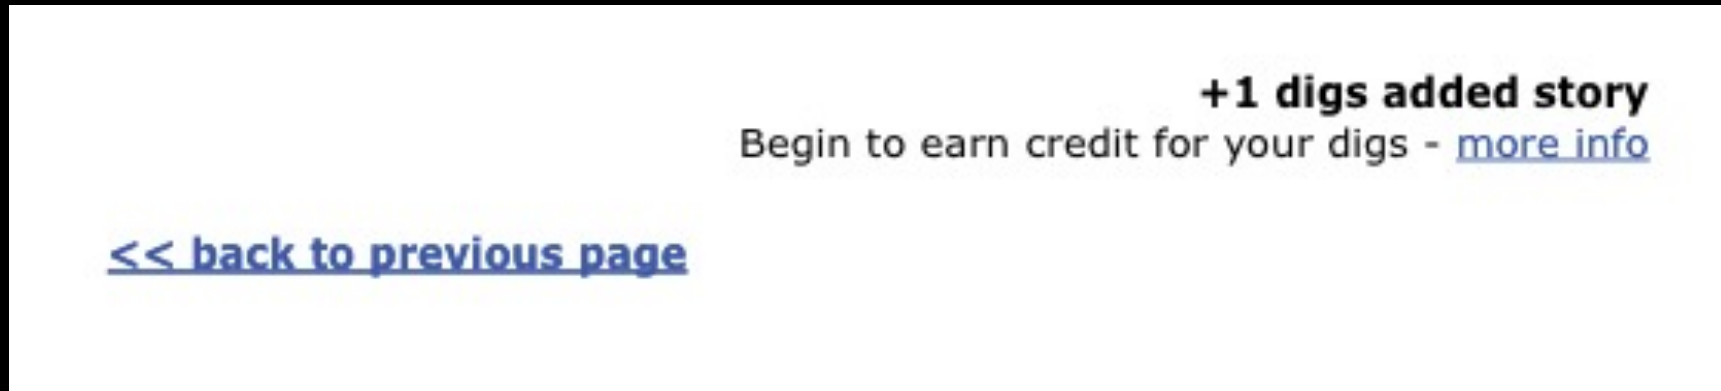 +1 digs added story
Begin to earn credit for your digs - more info
<< back to previous page